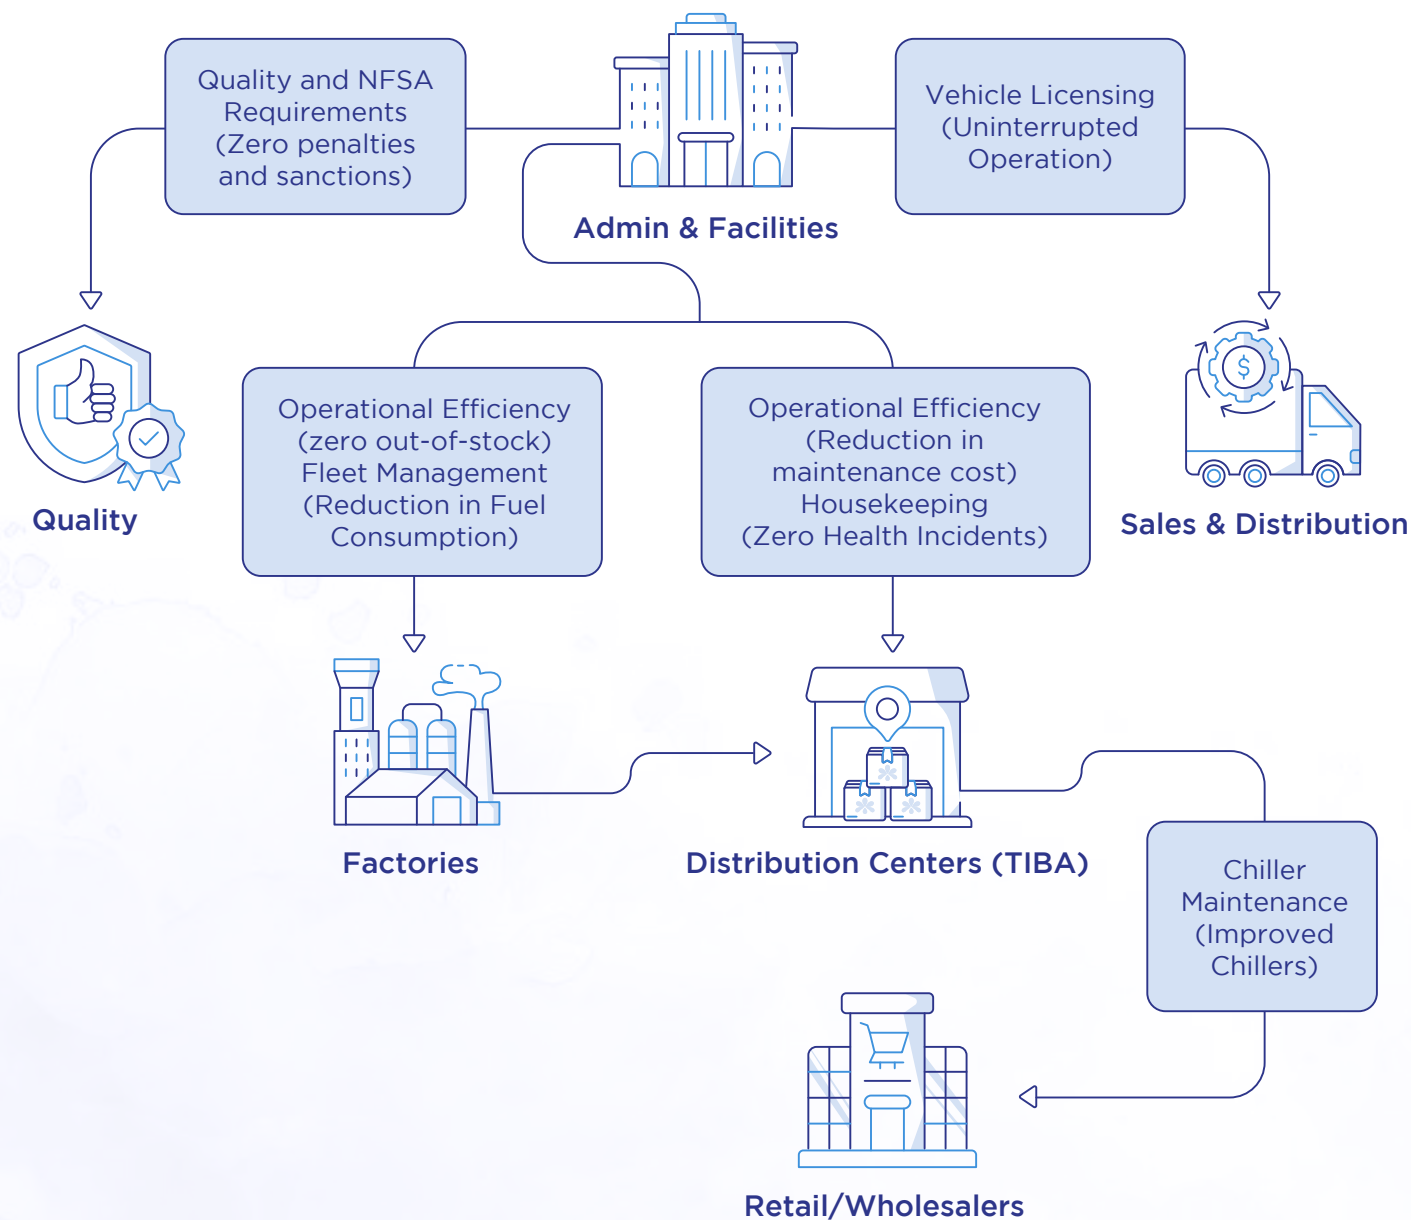 Quality and NFSA
Requirements
(Zero penalties
and sanctions)
Admin & Facilities
Vehicle Licensing
(Uninterrupted
Operation)
Quality
Operational Efficiency
(zero out-of-stock)
Fleet Management
(Reduction in Fuel
Consumption)
Operational Efficiency
(Reduction in
maintenance cost)
Housekeeping
(Zero Health Incidents)
$
Sales & Distribution
Factories
Distribution Centers (TIBA)
Chiller
Maintenance
(Improved
Chillers)
Retail/Wholesalers